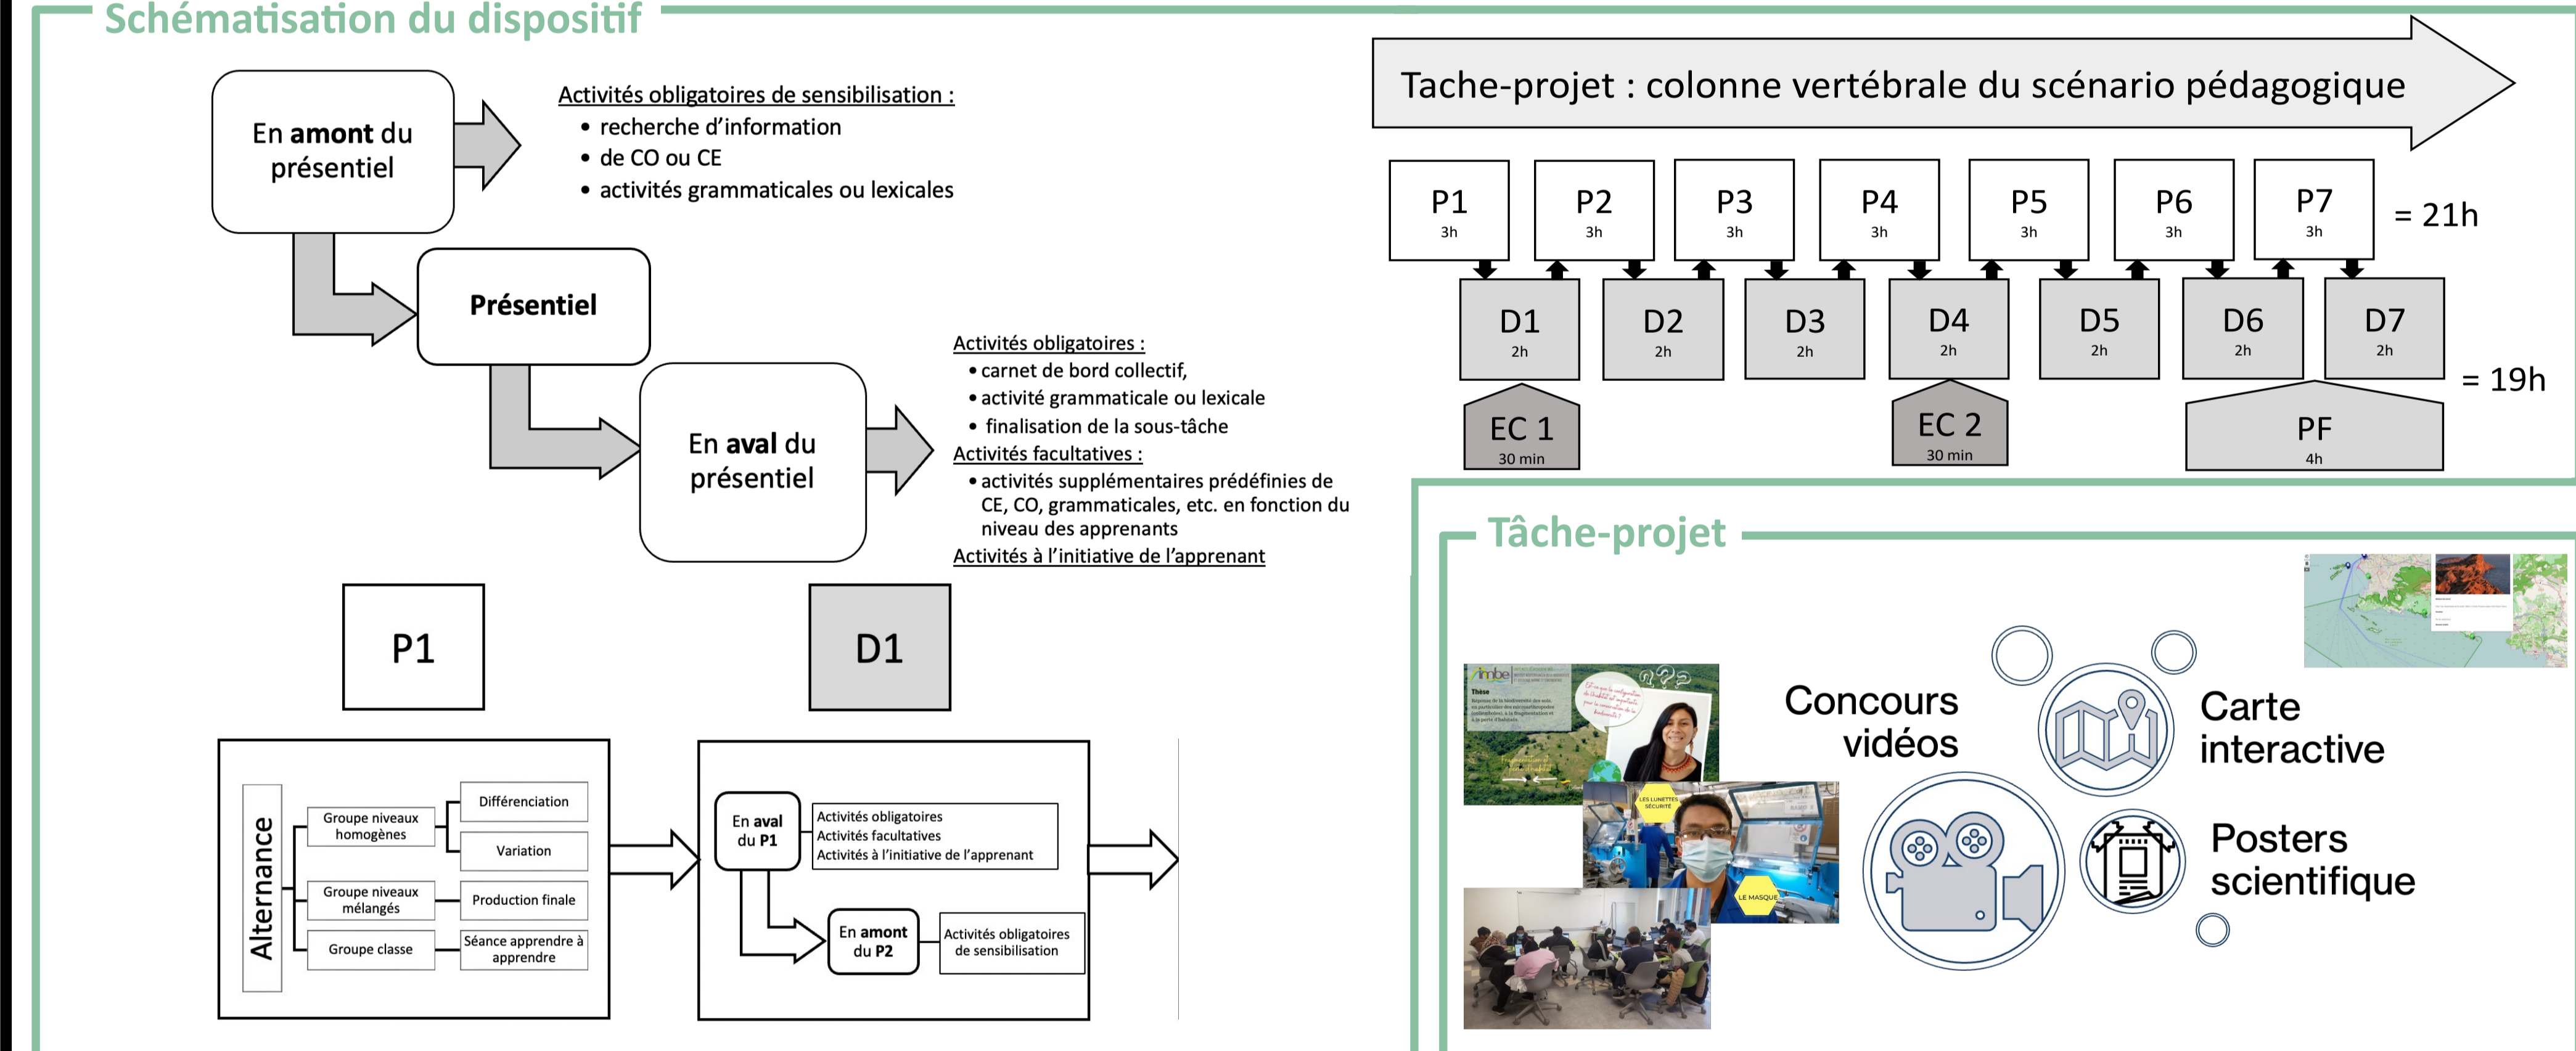 Schématisation du dispositif
En amont du
présentiel
Activités obligatoires de sensibilisation :
• recherche d'information
• de CO ou CE
• activités grammaticales ou lexicales
Présentiel
En aval du
présentiel
Activités obligatoires :
• carnet de bord collectif,
• activité grammaticale ou lexicale
• finalisation de la sous-tâche
Activités facultatives :
• activités supplémentaires prédéfinies de
CE, CO, grammaticales, etc. en fonction du
niveau des apprenants
Activités à l'initiative de l'apprenant
P1
D1
Alternance
Groupe niveaux
homogènes
Différenciation
Variation
Groupe niveaux
mélangés
Production finale
Groupe classe
Séance apprendre à
apprendre
En aval
du P1
Activités obligatoires
Activités facultatives
Activités à l'initiative de l'apprenant
En amont
du P2
Activités obligatoires
de sensibilisation
Tache-projet : colonne vertébrale du scénario pédagogique
P1
3h
P2
3h
P3
3h
P4
3h
P5
3h
P6
3h
P7
3h
= 21h
D1
2h
D2
2h
D3
2h
D4
2h
D5
2h
D6
2h
D7
2h
= 19h
EC 1
30 min
EC 2
30 min
PF
4h
Tâche-projet
imbe
Thèse
???
LES LUNETTES
SÉCURITÉ
LE MASQUE
Concours
vidéos
Carte
interactive
Posters
scientifique